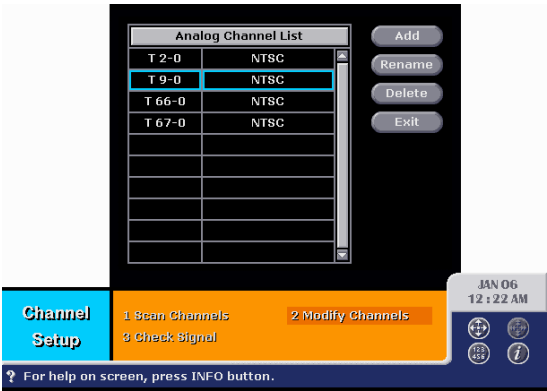 Analog Channel List
T 2-0 NTSC
T 9-0 NTSC
T 66-0 NTSC
T 67-0 NTSC
Add
Rename
Delete
Exit
JAN 06
12 : 22 AM
Channel
Setup
1 Scan Channels 2 Modify Channels
3 Check Signal
123
456
i
? For help on screen, press INFO button.